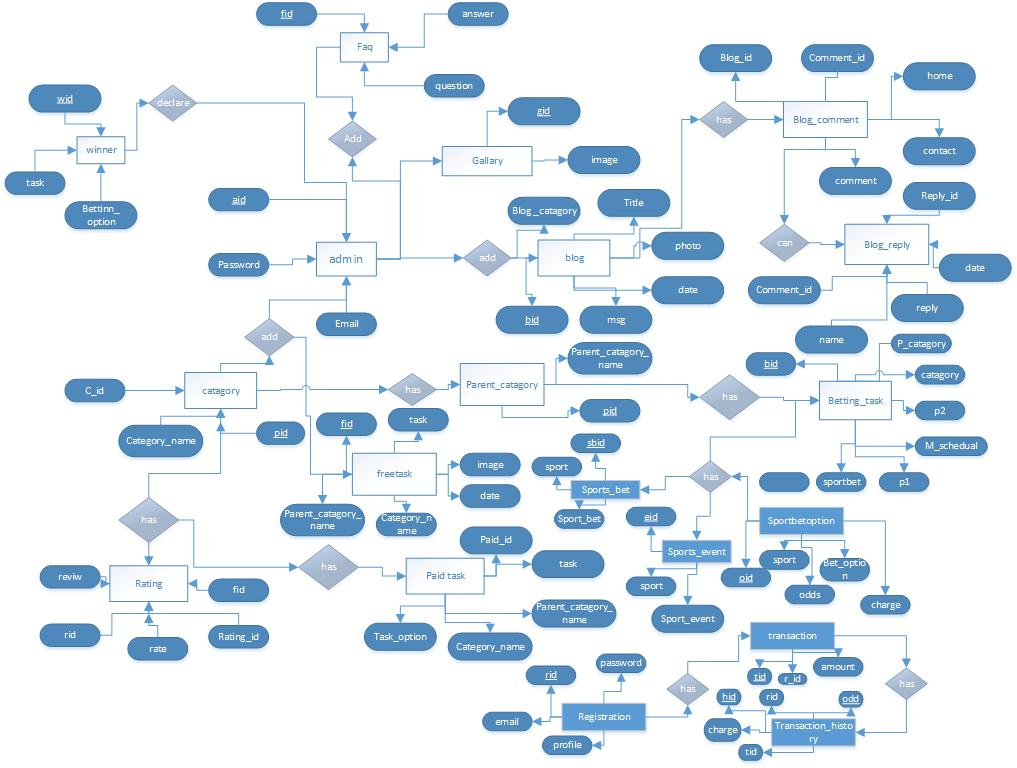 fid
answer
Faq
question
Blog_id
Comment_id
home
wid
declare
gid
has
Blog_comment
winner
Add
Gallary
image
contact
task
comment
Bettinn_
option
aid
Blog_catagory
Title
Reply_id
Password
admin
add
blog
photo
can
Blog_reply
date
Email
bid
msg
date
Comment_id
reply
name
add
C_id
catagory
has
Parent_catagory
Parent_catagory_
name
pid
has
bid
P_catagory
catagory
Betting_task
p2
M_schedual
sportbet
p1
Category_name
pid
fid
task
freetask
image
date
Parent_catagory_
name
Category_n
ame
sbid
sport
Sports_bet
Sport_bet
has
eid
Sports_event
sport
Sport_event
Sportbetoption
oid
sport
Bet_optio
n
odds
charge
has
has
Paid_id
Paid task
task
Parent_catagory_
name
Task_option
Category_name
reviw
Rating
fid
rid
rate
Rating_id
transaction
tid
r_id
amount
has
has
password
rid
Registration
email
profile
hid
rid
odd
charge
Transaction_histo
ry
tid